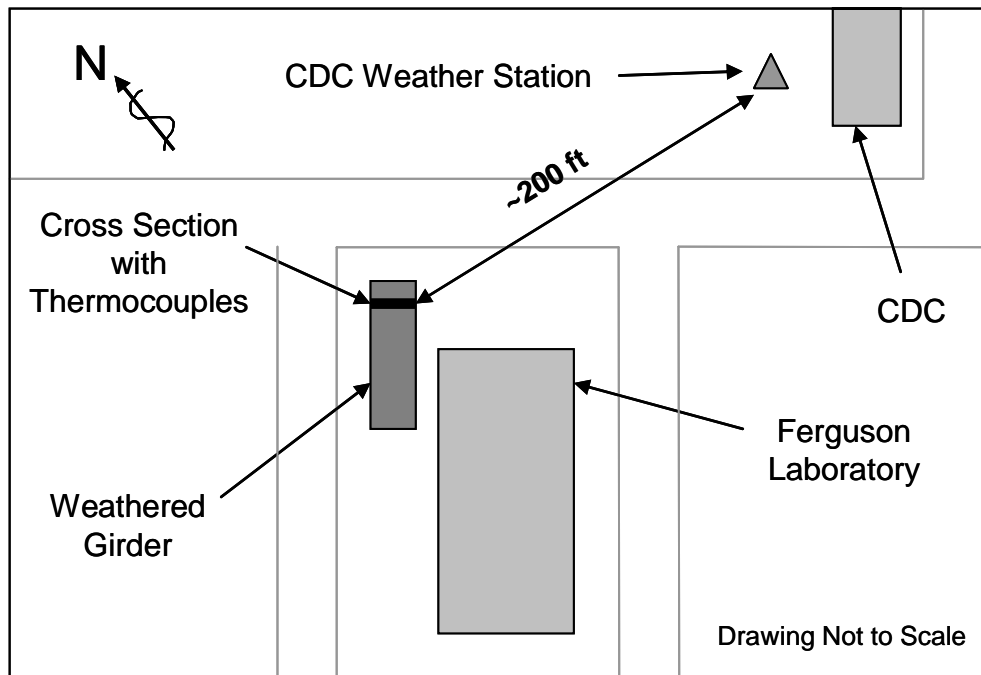 N
CDC Weather Station
~200 ft
Cross Section
with
Thermocouples
CDC
Weathered
Girder
Ferguson
Laboratory
Drawing Not to Scale